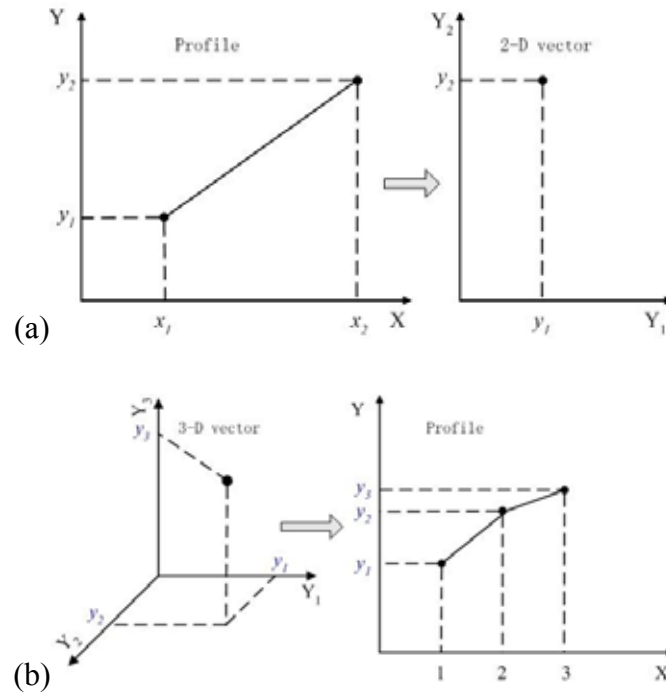 Y
Profile
y2
y1
x1
x2
X
Y2
2-D vector
y2
y1
Y1
(a)
Y3
3-D vector
y3
y1
Y1
y2
Y2
Y
Profile
y3
y2
y1
1
2
3
X
(b)